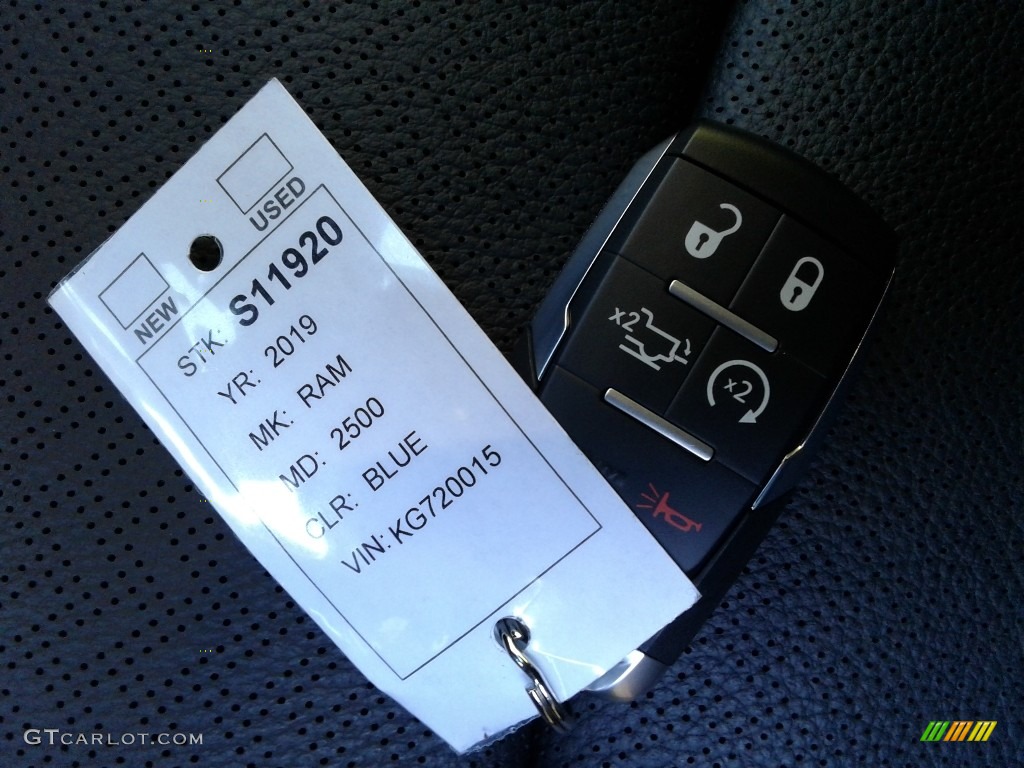 NEW
USED
STK: S11920
YR: 2019
MK: RAM
MD: 2500
CLR: BLUE
VIN: KG720015
x2
x2
GTCARLOT.COM